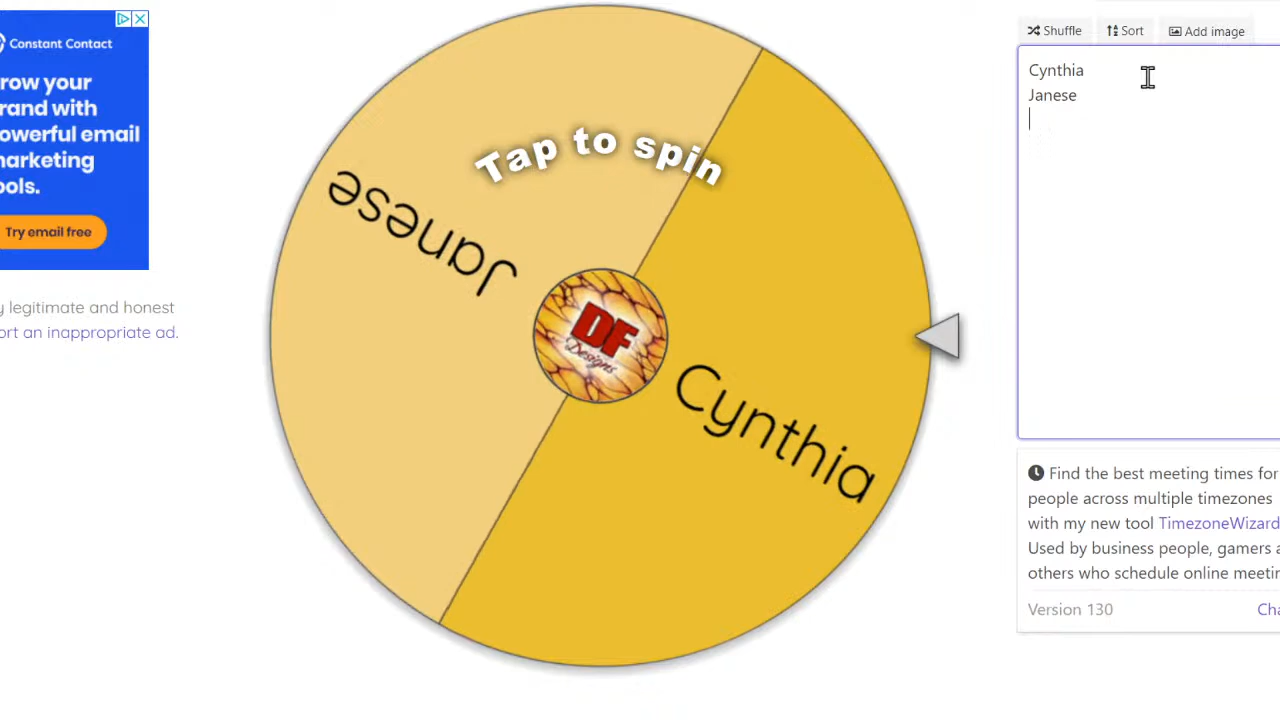 Constant Contact
row your
rand with
owerful email
narketing
ools.
Try email free
y legitimate and honest
ort an inappropriate ad.
Tap to spin
Janese
DF
Designs
Cynthia
Shuffle
Sort
Add image
Cynthia
Janese
Find the best meeting times for
people across multiple timezones
with my new tool TimezoneWizard
Used by business people, gamers a
others who schedule online meetin
Version 130
Cha